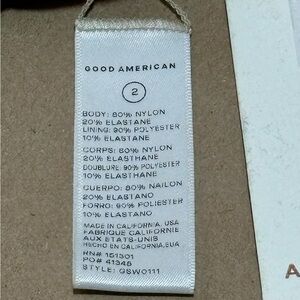 GOOD AMERICAN
2
BODY: 80% NYLON
20% ELASTANE
LINING: 90% POLYESTER
10% ELASTANE
CORPS: 80% NYLON
20% ELASTHANE
DOUBLURE: 90% POLYESTER
10% ELASTHANE
CUERPO: 80% NAILON
20% ELASTANO
FORRO: 90% POLIESTER
10% ELASTANO
MADE IN CALIFORNIA, USA
FABRIQUE CALIFORNIE
AUX ETATS-UNIS
HECHO EN CALIFORNIA, EUA
RN# 151301
PO# 41345
STYLE: GSW0111
A